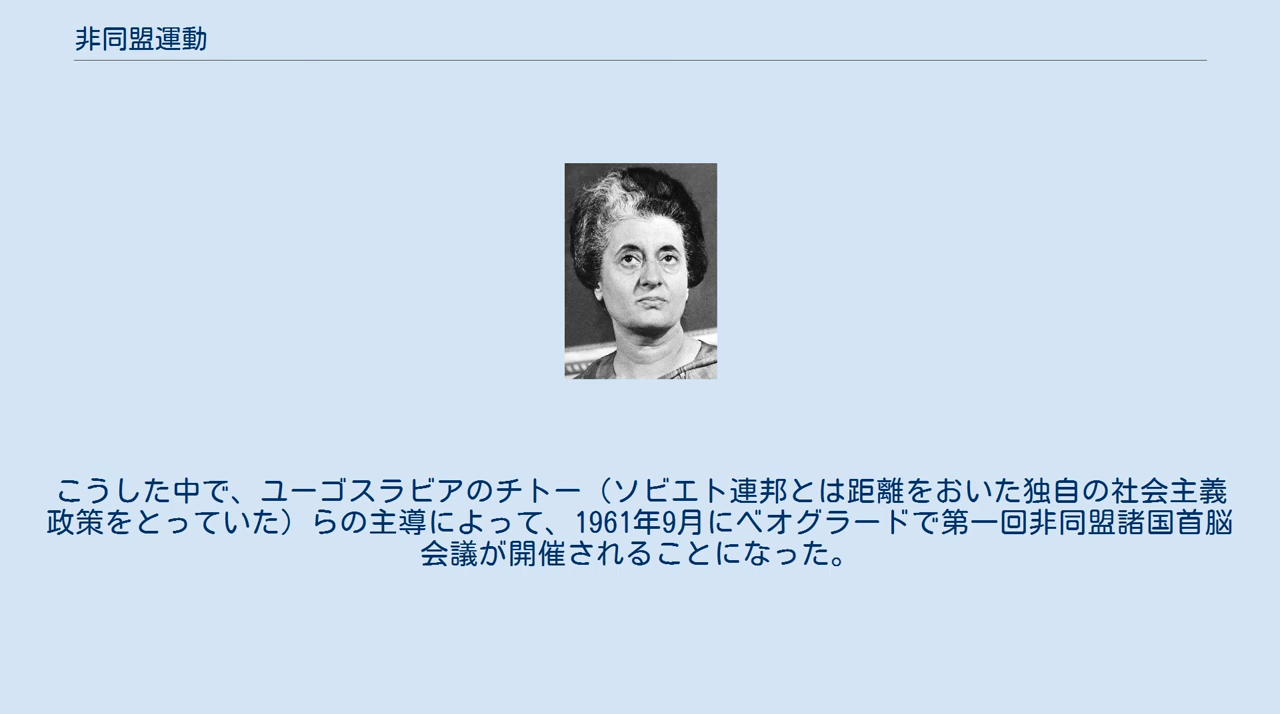 非同盟運動
こうした中で、ユーゴスラビアのチトー（ソビエト連邦とは距離をおいた独自の社会主義
政策をとっていた）らの主導によって、1961年9月にベオグラードで第一回非同盟諸国首脳
会議が開催されることになった。